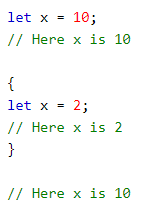 let x = 10;
// Here x is 10
{
let x = 2;
// Here x is 2
}
// Here x is 10